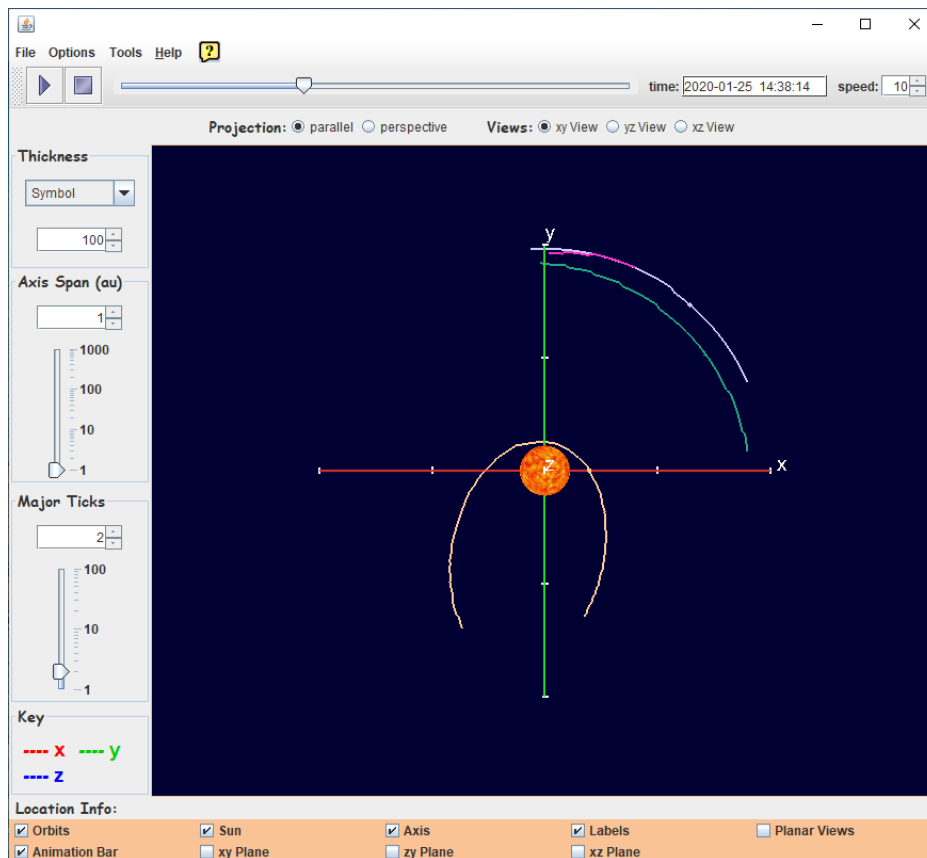 File Options Tools Help ?
time: 2020-01-25 14:38:14 speed: 10
Projection: parallel perspective Views: xy View yz View xz View
Thickness
Symbol
100
Axis Span (au)
1
1000
100
10
1
Major Ticks
2
100
10
1
Key
---- x ---- y
---- z
y
z
x
Location Info:
Orbits Sun Axis Labels Planar Views
Animation Bar xy Plane zy Plane xz Plane